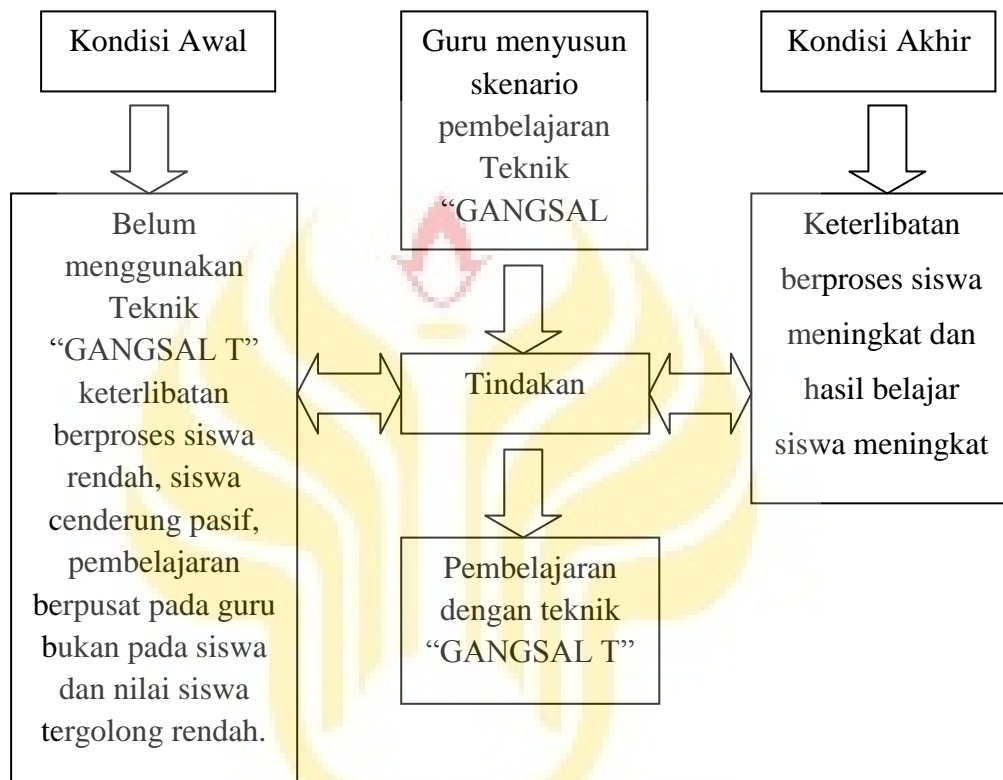 Kondisi Awal
Belum
menggunakan
Teknik
“GANGSAL T”
keterlibatan
berproses siswa
rendah, siswa
cenderung pasif,
pembelajaran
berpusat pada guru
bukan pada siswa
dan nilai siswa
tergolong rendah.
Guru menyusun
skenario
pembelajaran
Teknik
“GANGSAL
Tindakan
Pembelajaran
dengan teknik
“GANGSAL T”
Kondisi Akhir
Keterlibatan
berproses siswa
meningkat dan
hasil belajar
siswa meningkat